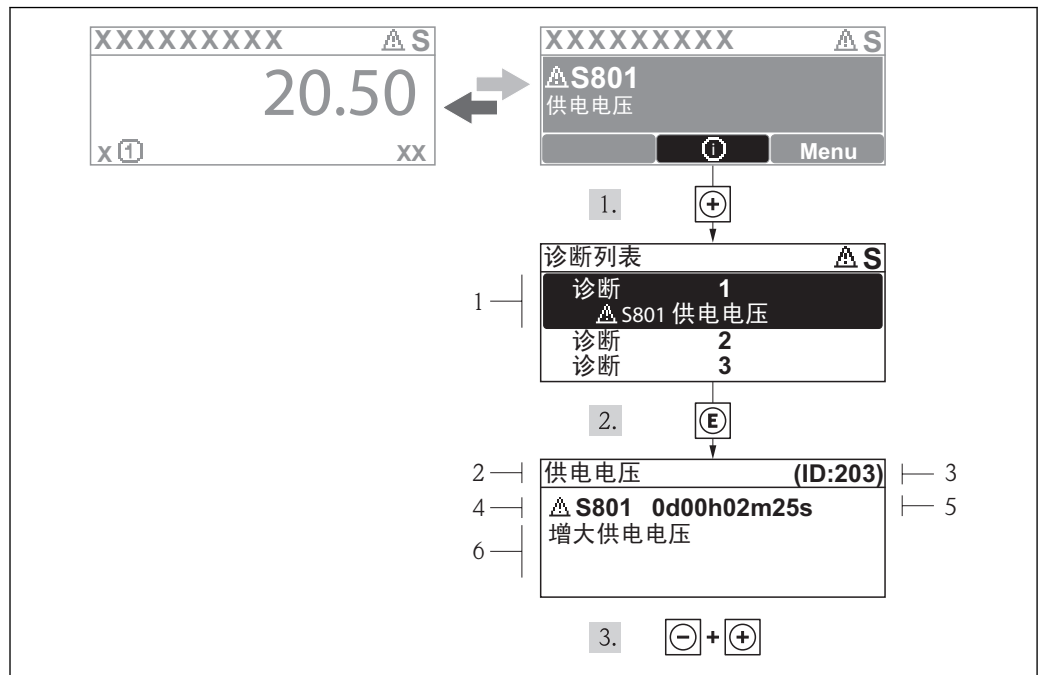 XXXXXXXXX ⚠ S
20.50
x ① xx
XXXXXXXXX ⚠ S
⚠S801
供电电压
ⓘ Menu
1. ⊕
诊断列表 ⚠ S
1
诊断 1
⚠ S801 供电电压
诊断 2
诊断 3
2. Ⓔ
2 供电电压 (ID:203) 3
4 ⚠ S801 0d00h02m25s 5
6 增大供电电压
3. ⊖+⊕